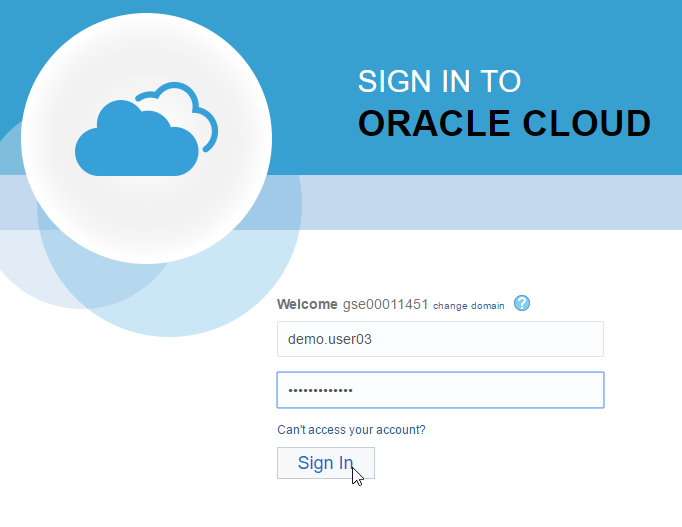 SIGN IN TO
ORACLE CLOUD
Welcome gse00011451 change domain ?
demo.user03
•••••••••••••
Can't access your account?
Sign In